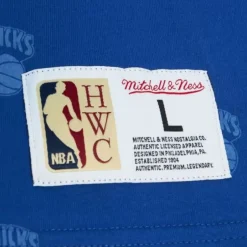 NICKS
Mitchell & Ness
HWC
NBA
L
MITCHELL & NESS NOSTALGIA CO.
AUTHENTIC LICENSED APPAREL
DESIGNED IN PHILADELPHIA, PA.
ESTABLISHED 1904
AUTHENTIC, PREMIUM, LEGENDARY.